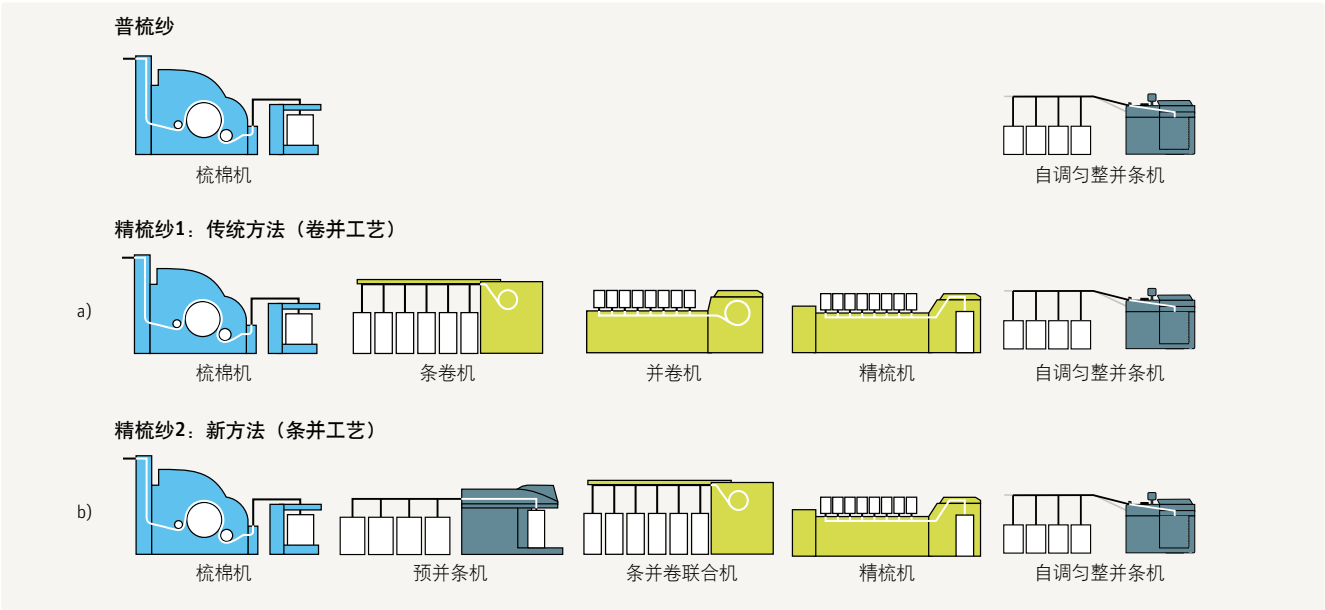 普梳纱
梳棉机 自调匀整并条机
精梳纱1：传统方法（卷并工艺）
a)
梳棉机 条卷机 并卷机 精梳机 自调匀整并条机
精梳纱2：新方法（条并工艺）
b)
梳棉机 预并条机 条并卷联合机 精梳机 自调匀整并条机